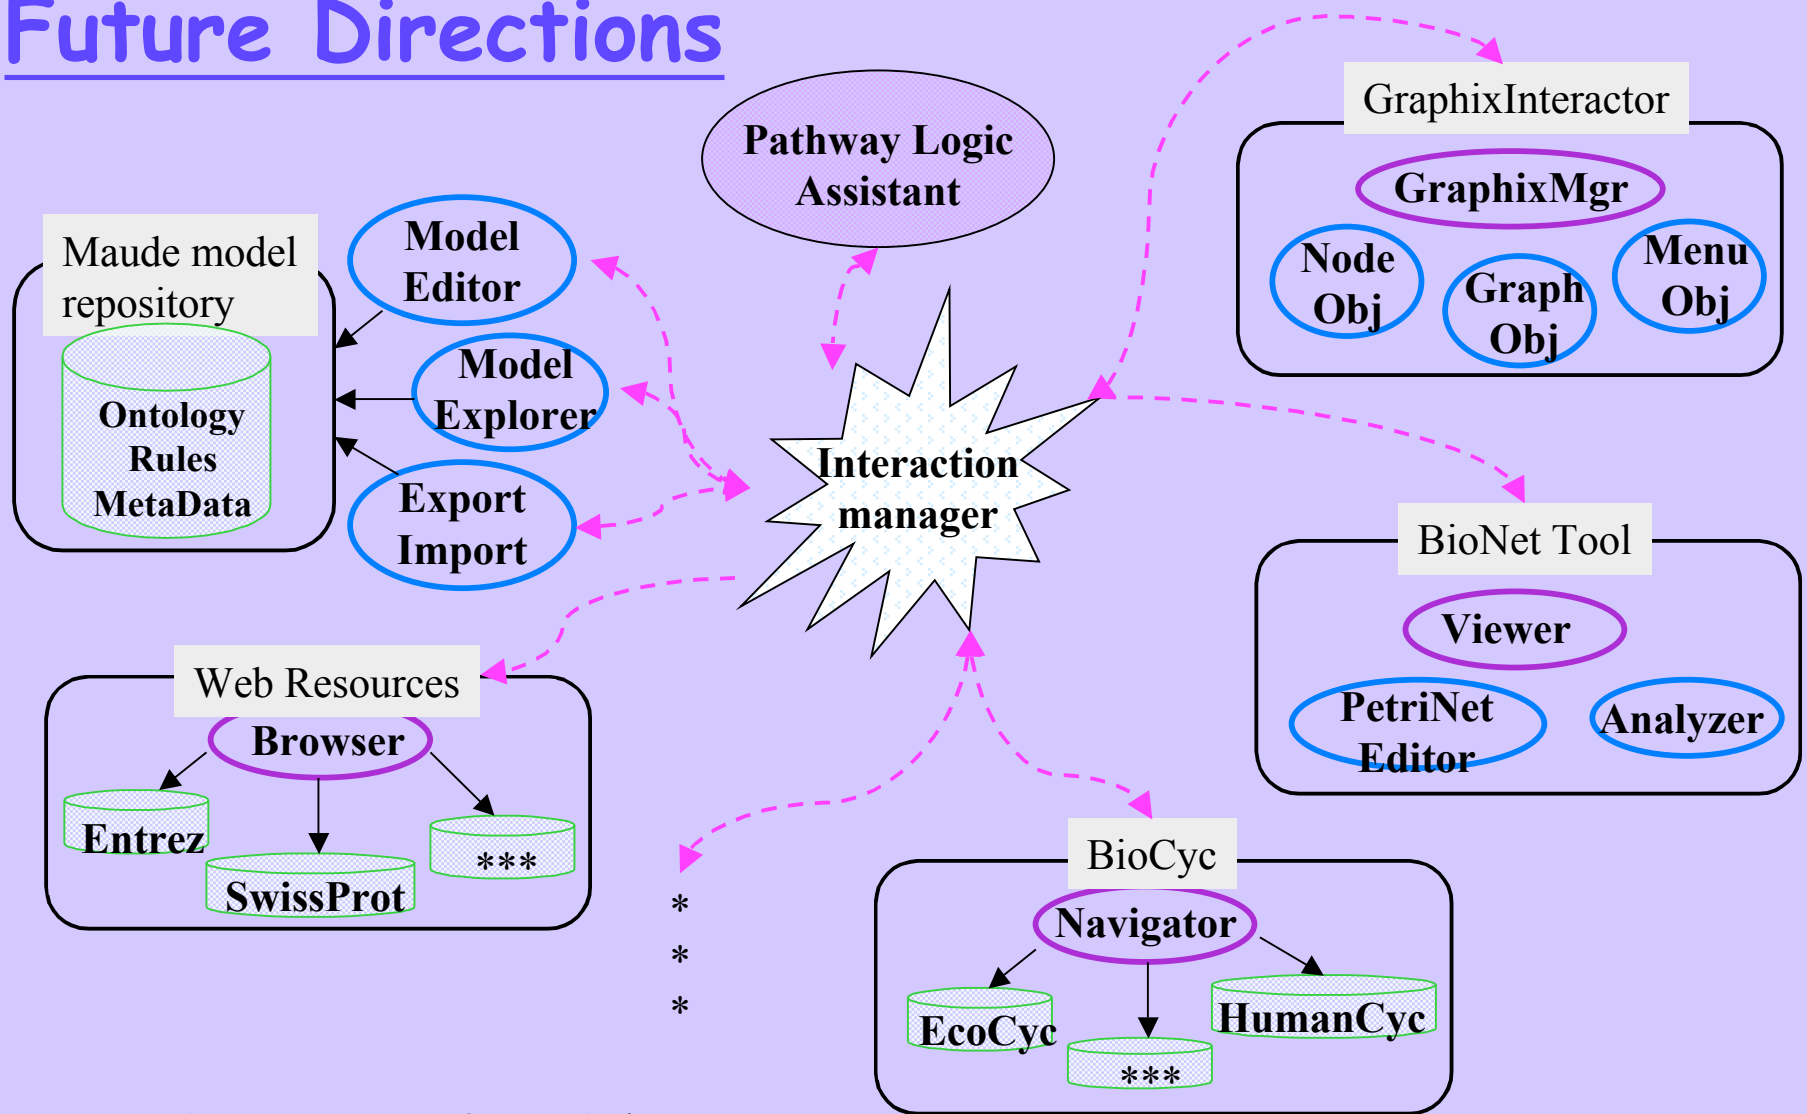 Future Directions
Pathway Logic
Assistant
GraphixInteractor
GraphixMgr
Node
Obj
Graph
Obj
Menu
Obj
Maude model
repository
Ontology
Rules
MetaData
Model
Editor
Model
Explorer
Export
Import
Interaction
manager
BioNet Tool
Viewer
PetriNet
Editor
Analyzer
Web Resources
Browser
Entrez
SwissProt
***
*
*
*
BioCyc
Navigator
EcoCyc
***
HumanCyc